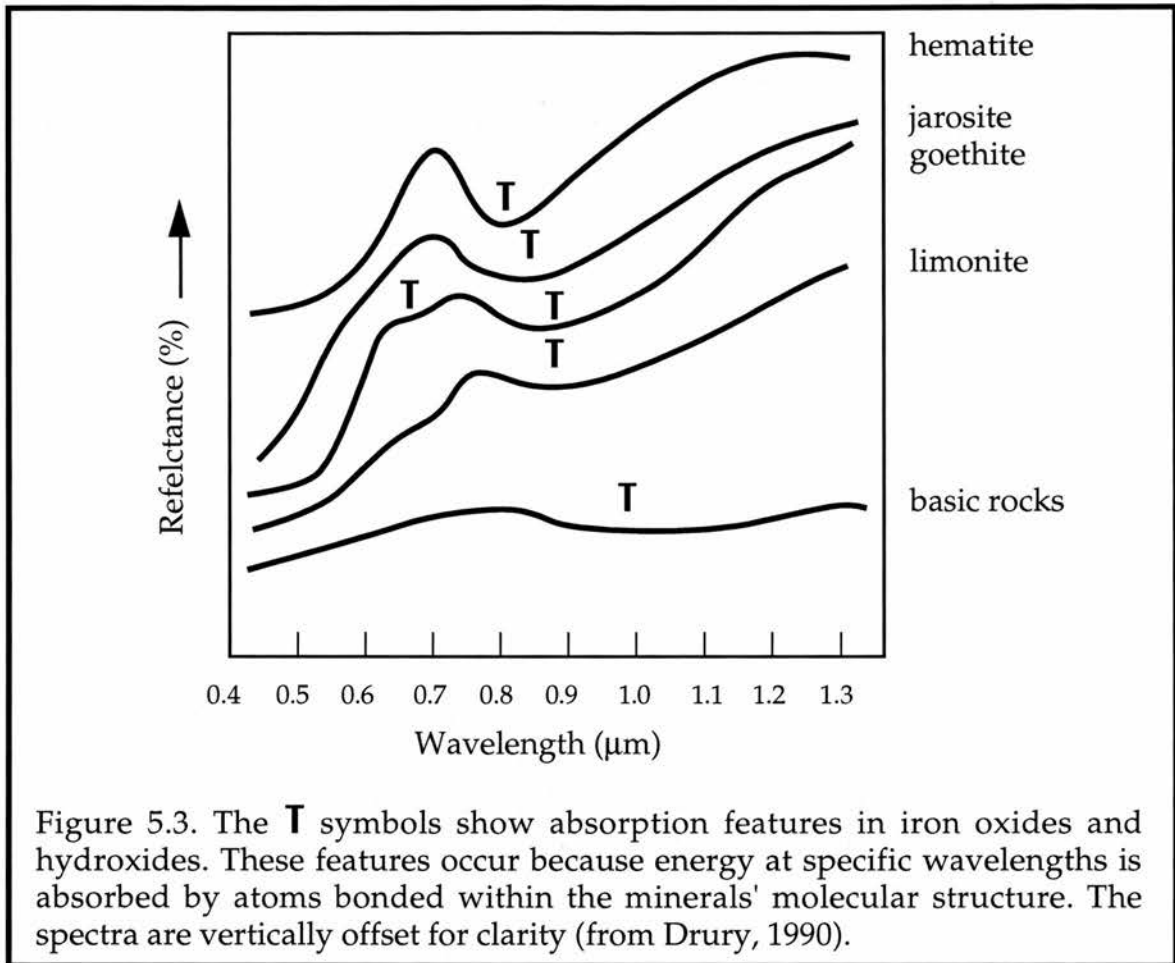 hematite
jarosite
goethite
limonite
basic rocks
T
T
T
T
T
T
Refelctance (%)
0.4 0.5 0.6 0.7 0.8 0.9 1.0 1.1 1.2 1.3
Wavelength (µm)
Figure 5.3. The T symbols show absorption features in iron oxides and
hydroxides. These features occur because energy at specific wavelengths is
absorbed by atoms bonded within the minerals' molecular structure. The
spectra are vertically offset for clarity (from Drury, 1990).